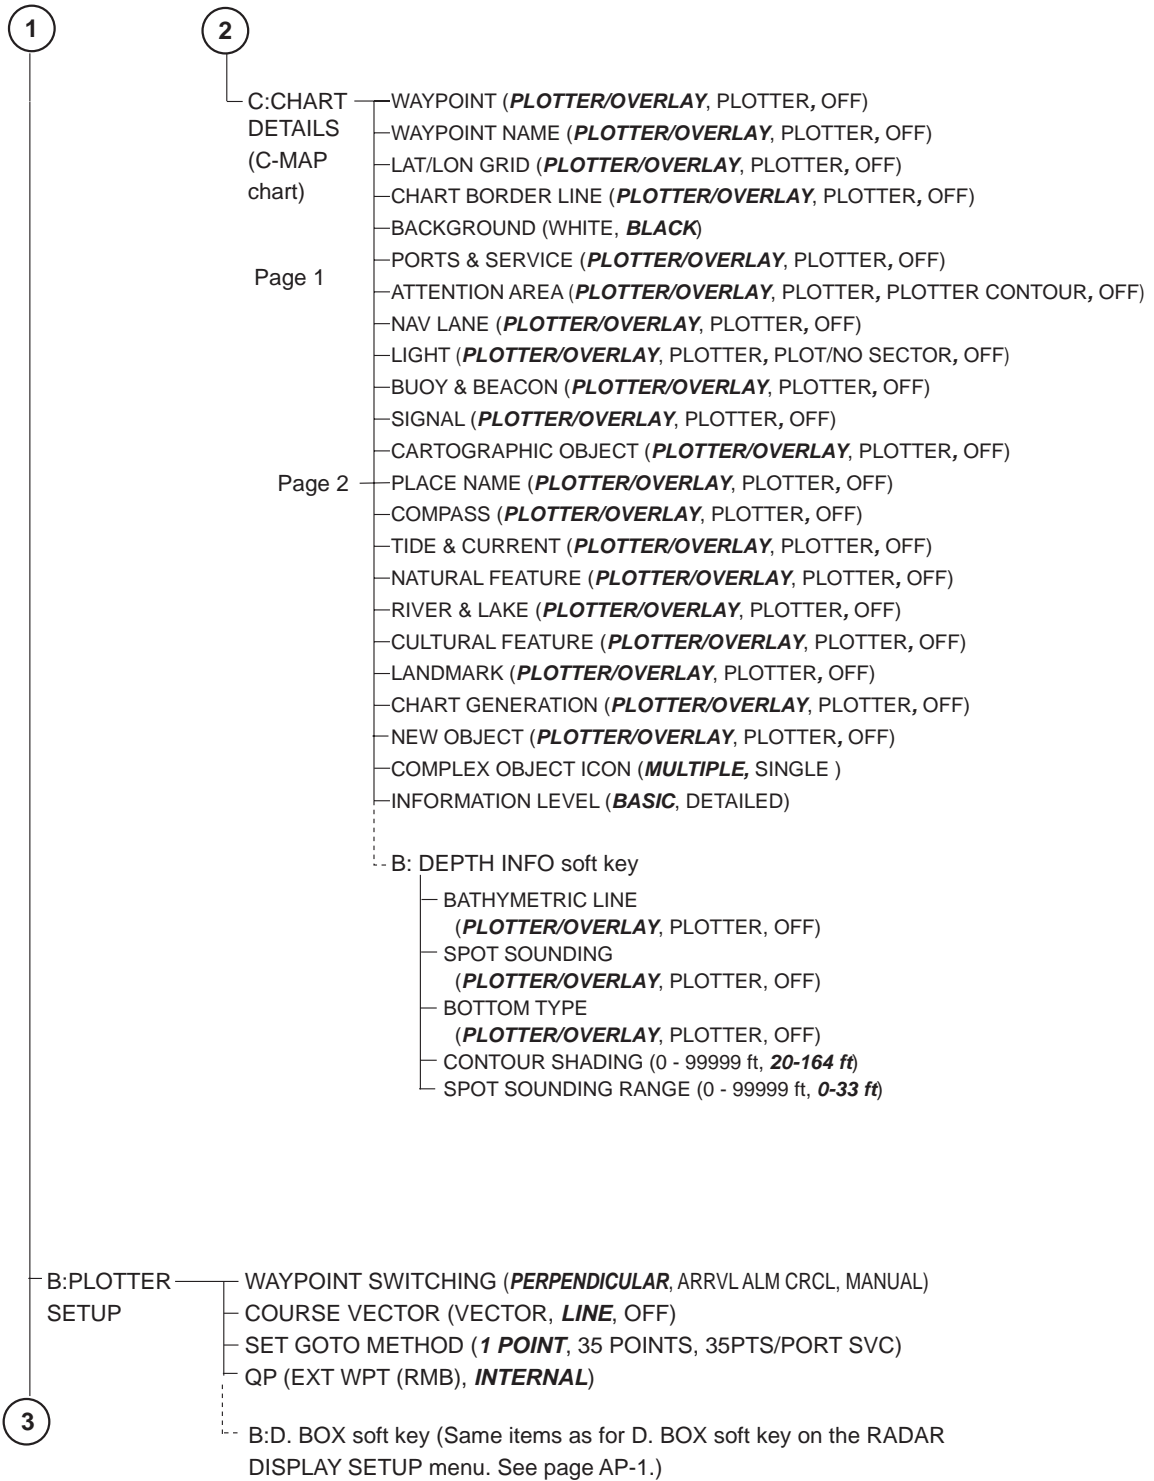 1
2
C:CHART
DETAILS
(C-MAP
chart)
WAYPOINT (PLOTTER/OVERLAY, PLOTTER, OFF)
WAYPOINT NAME (PLOTTER/OVERLAY, PLOTTER, OFF)
LAT/LON GRID (PLOTTER/OVERLAY, PLOTTER, OFF)
CHART BORDER LINE (PLOTTER/OVERLAY, PLOTTER, OFF)
BACKGROUND (WHITE, BLACK)
Page 1
PORTS & SERVICE (PLOTTER/OVERLAY, PLOTTER, OFF)
ATTENTION AREA (PLOTTER/OVERLAY, PLOTTER, PLOTTER CONTOUR, OFF)
NAV LANE (PLOTTER/OVERLAY, PLOTTER, OFF)
LIGHT (PLOTTER/OVERLAY, PLOTTER, PLOT/NO SECTOR, OFF)
BUOY & BEACON (PLOTTER/OVERLAY, PLOTTER, OFF)
SIGNAL (PLOTTER/OVERLAY, PLOTTER, OFF)
CARTOGRAPHIC OBJECT (PLOTTER/OVERLAY, PLOTTER, OFF)
Page 2
PLACE NAME (PLOTTER/OVERLAY, PLOTTER, OFF)
COMPASS (PLOTTER/OVERLAY, PLOTTER, OFF)
TIDE & CURRENT (PLOTTER/OVERLAY, PLOTTER, OFF)
NATURAL FEATURE (PLOTTER/OVERLAY, PLOTTER, OFF)
RIVER & LAKE (PLOTTER/OVERLAY, PLOTTER, OFF)
CULTURAL FEATURE (PLOTTER/OVERLAY, PLOTTER, OFF)
LANDMARK (PLOTTER/OVERLAY, PLOTTER, OFF)
CHART GENERATION (PLOTTER/OVERLAY, PLOTTER, OFF)
NEW OBJECT (PLOTTER/OVERLAY, PLOTTER, OFF)
COMPLEX OBJECT ICON (MULTIPLE, SINGLE )
INFORMATION LEVEL (BASIC, DETAILED)
B: DEPTH INFO soft key
BATHYMETRIC LINE
(PLOTTER/OVERLAY, PLOTTER, OFF)
SPOT SOUNDING
(PLOTTER/OVERLAY, PLOTTER, OFF)
BOTTOM TYPE
(PLOTTER/OVERLAY, PLOTTER, OFF)
CONTOUR SHADING (0 - 99999 ft, 20-164 ft)
SPOT SOUNDING RANGE (0 - 99999 ft, 0-33 ft)
B:PLOTTER
SETUP
WAYPOINT SWITCHING (PERPENDICULAR, ARRVL ALM CRCL, MANUAL)
COURSE VECTOR (VECTOR, LINE, OFF)
SET GOTO METHOD (1 POINT, 35 POINTS, 35PTS/PORT SVC)
QP (EXT WPT (RMB), INTERNAL)
3
B:D. BOX soft key (Same items as for D. BOX soft key on the RADAR
DISPLAY SETUP menu. See page AP-1.)